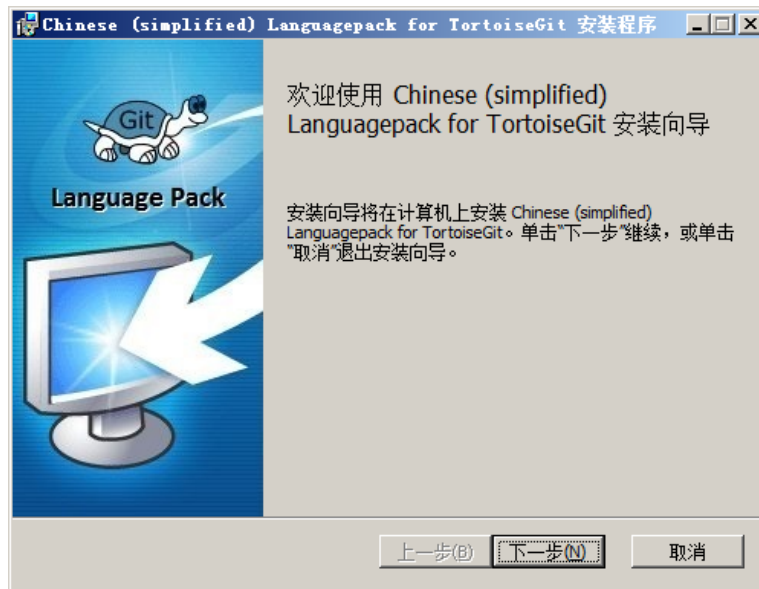 Chinese (simplified) Languagepack for TortoiseGit 安装程序
Git
Language Pack
欢迎使用 Chinese (simplified)
Languagepack for TortoiseGit 安装向导
安装向导将在计算机上安装 Chinese (simplified)
Languagepack for TortoiseGit。单击“下一步”继续，或单击
“取消”退出安装向导。
上一步(B)
下一步(N)
取消